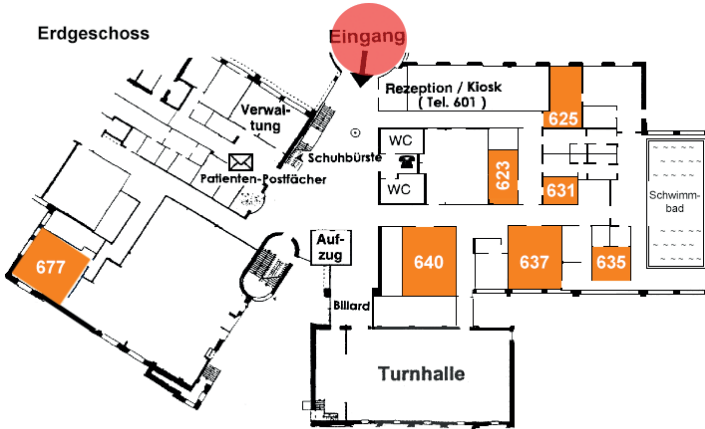 Erdgeschoss
Eingang
Rezeption / Kiosk
( Tel. 601 )
625
Verwal-
tung
Schuhbürste
WC
WC
Patienten-Postfächer
623
631
Schwimm-
bad
677
Auf-
zug
640
637
635
Billard
Turnhalle